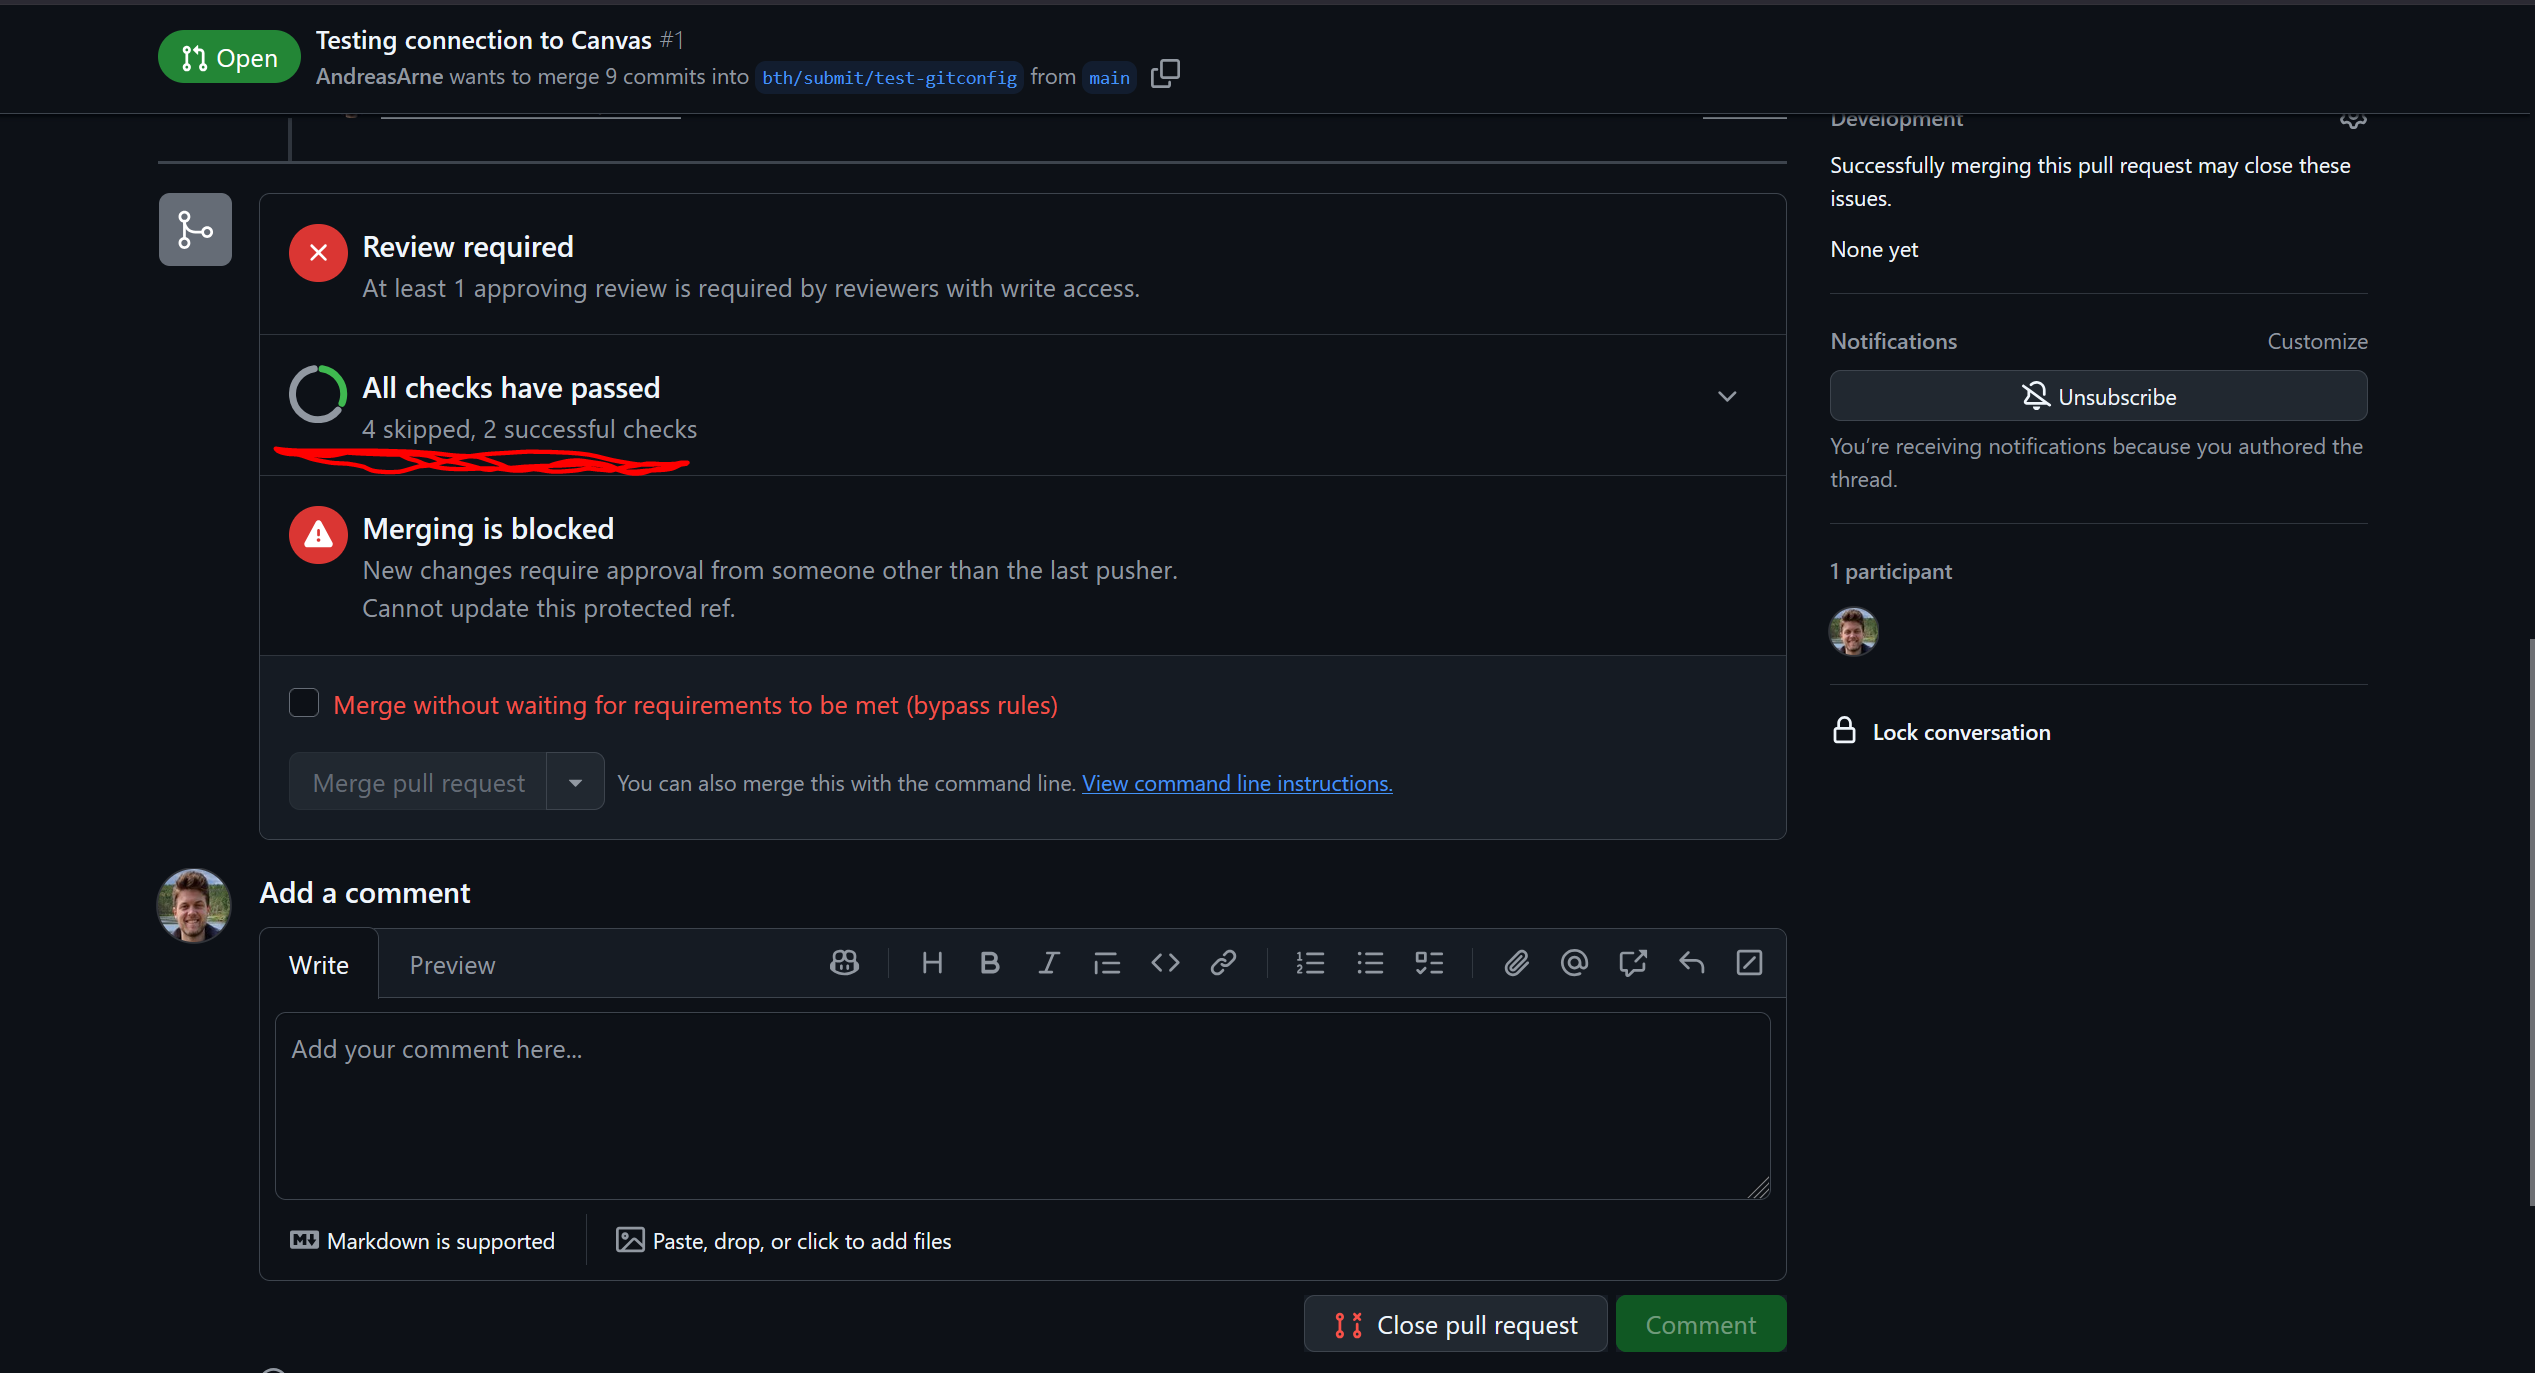 Open
Testing connection to Canvas #1
AndreasArne wants to merge 9 commits into bth/submit/test-gitconfig from main
Development
Successfully merging this pull request may close these
issues.
None yet
Notifications
Customize
Unsubscribe
You're receiving notifications because you authored the
thread.
1 participant
Lock conversation
Review required
At least 1 approving review is required by reviewers with write access.
All checks have passed
4 skipped, 2 successful checks
Merging is blocked
New changes require approval from someone other than the last pusher.
Cannot update this protected ref.
Merge without waiting for requirements to be met (bypass rules)
Merge pull request
You can also merge this with the command line. View command line instructions.
Add a comment
Write
Preview
Add your comment here...
Markdown is supported
Paste, drop, or click to add files
Close pull request
Comment